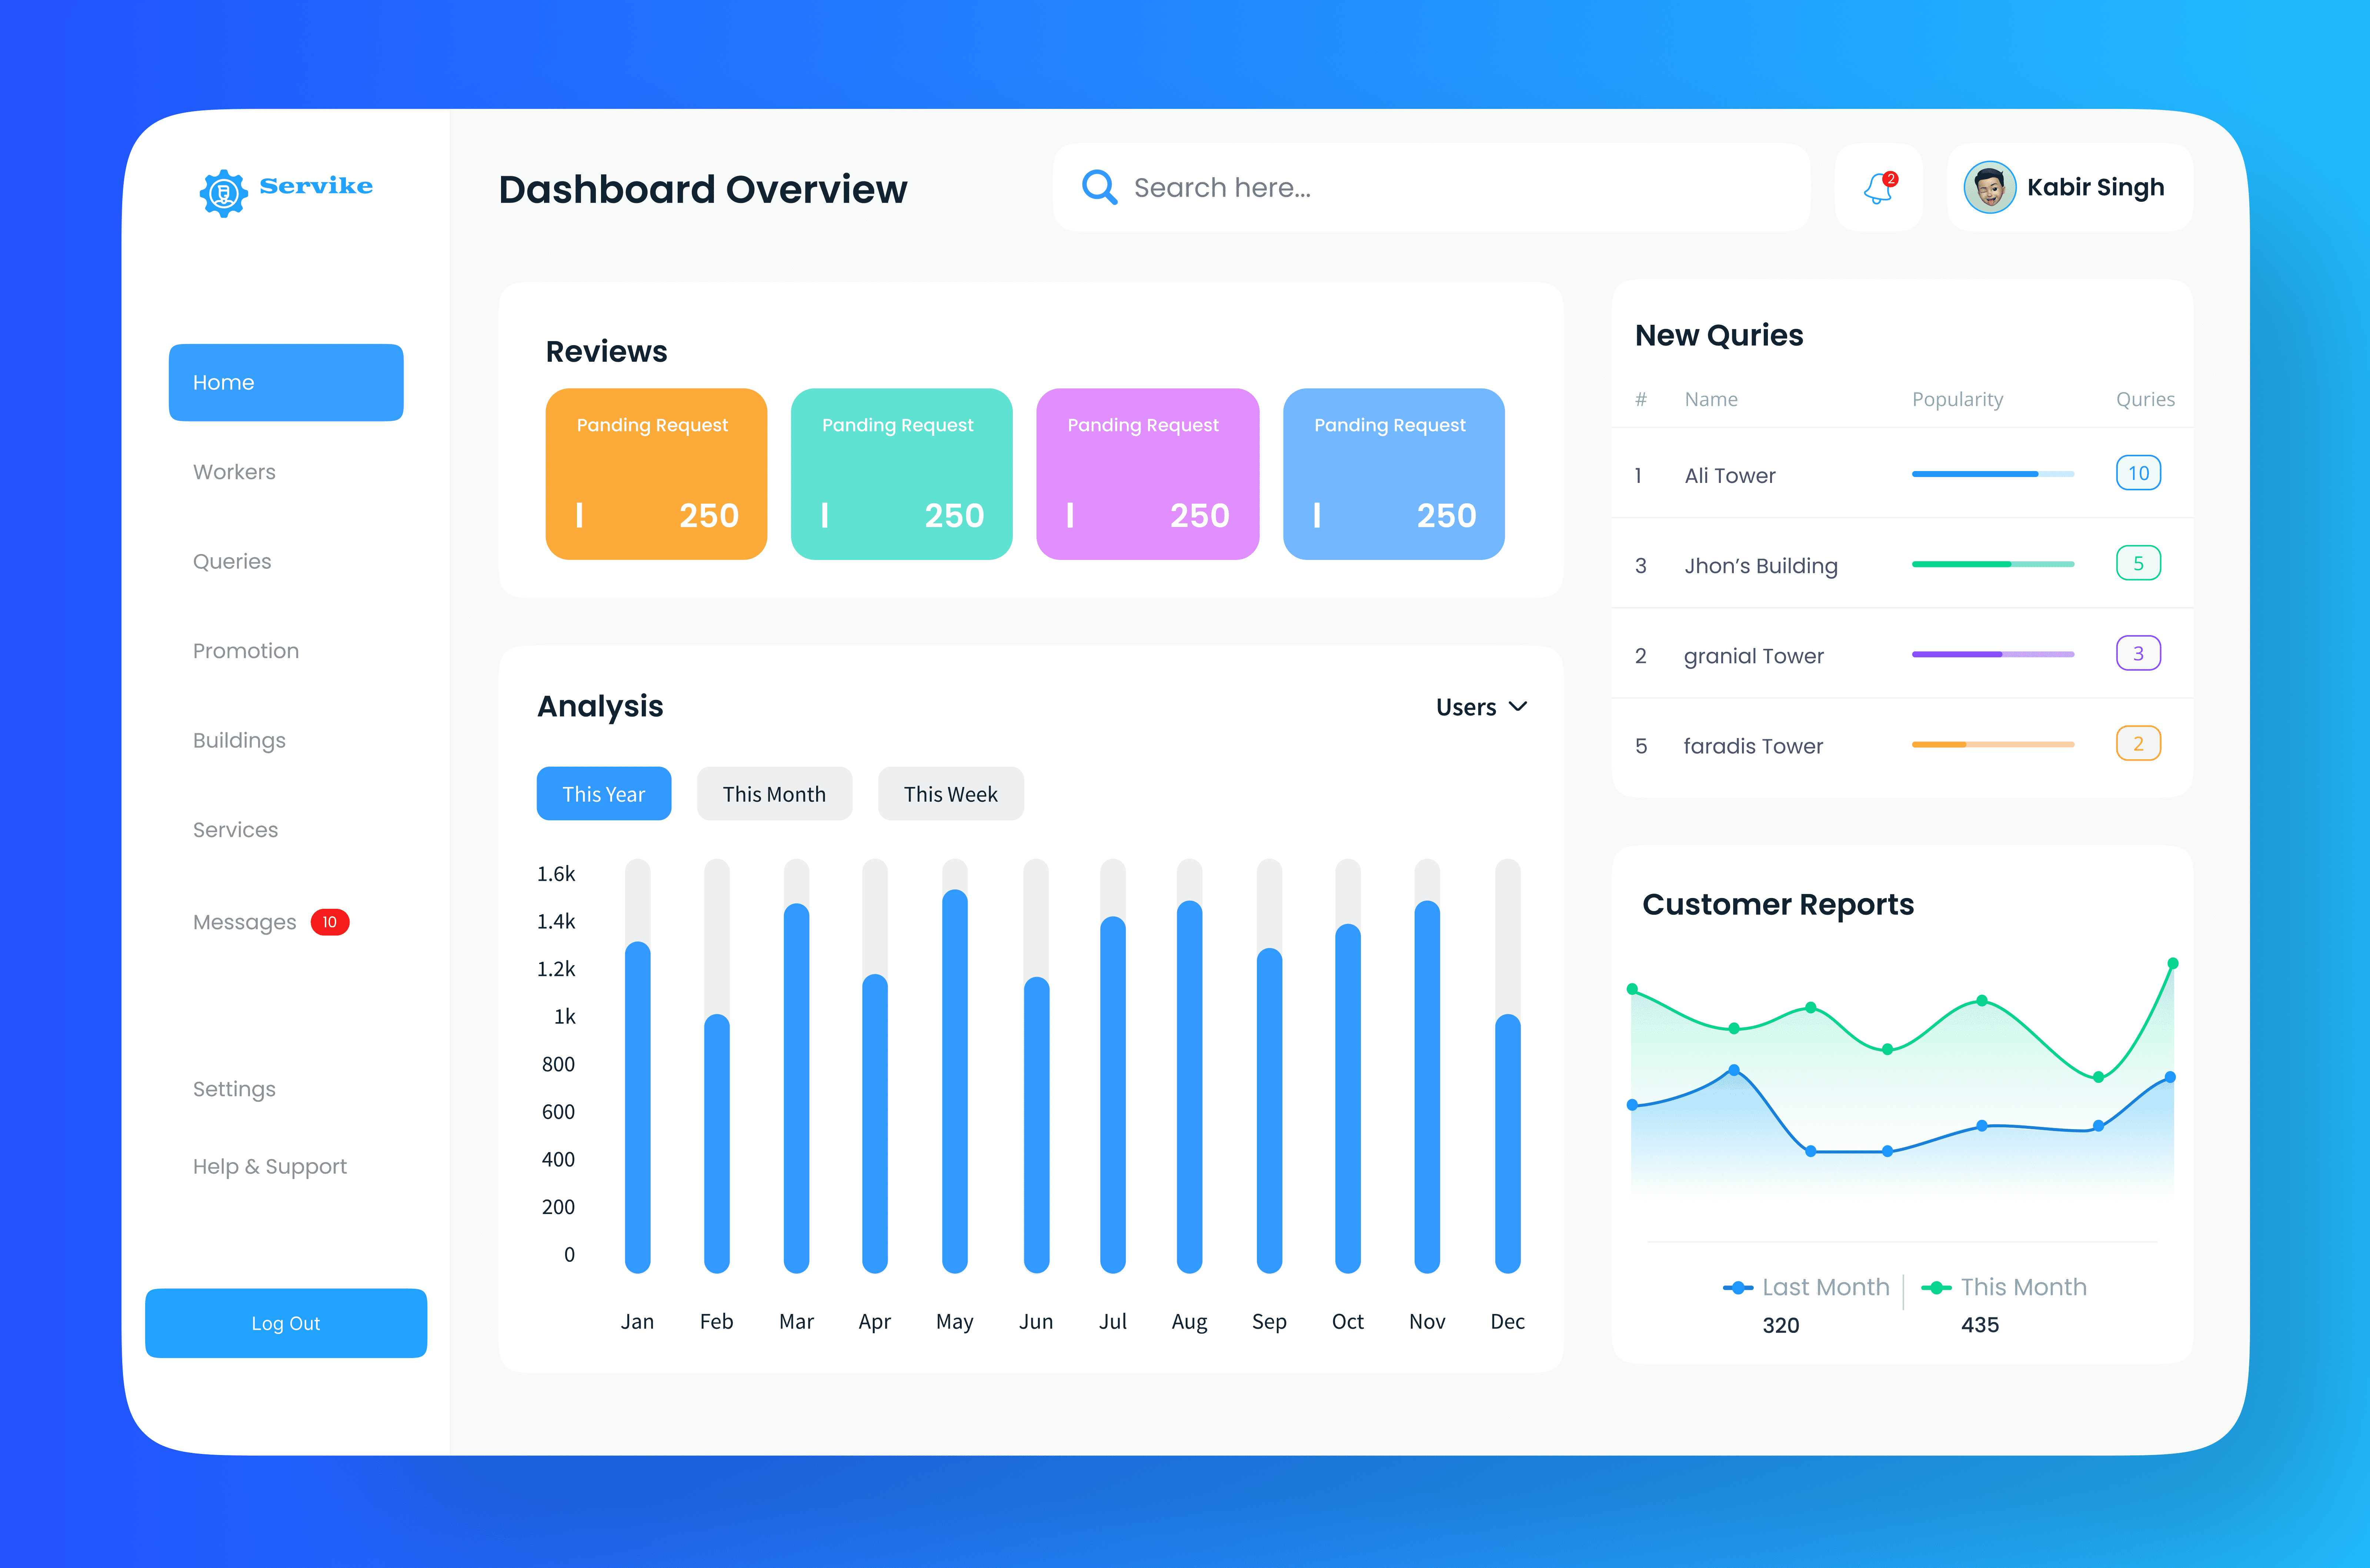 Servike
Home
Workers
Queries
Promotion
Buildings
Services
Messages 10
Settings
Help & Support
Log Out
Dashboard Overview
Search here...
2
Kabir Singh
Reviews
Panding Request
250
Panding Request
250
Panding Request
250
Panding Request
250
Analysis
Users
This Year This Month This Week
1.6k
1.4k
1.2k
1k
800
600
400
200
0
Jan Feb Mar Apr May Jun Jul Aug Sep Oct Nov Dec
New Quries
# Name Popularity Quries
1 Ali Tower 10
3 Jhon’s Building 5
2 granial Tower 3
5 faradis Tower 2
Customer Reports
Last Month This Month
320 435